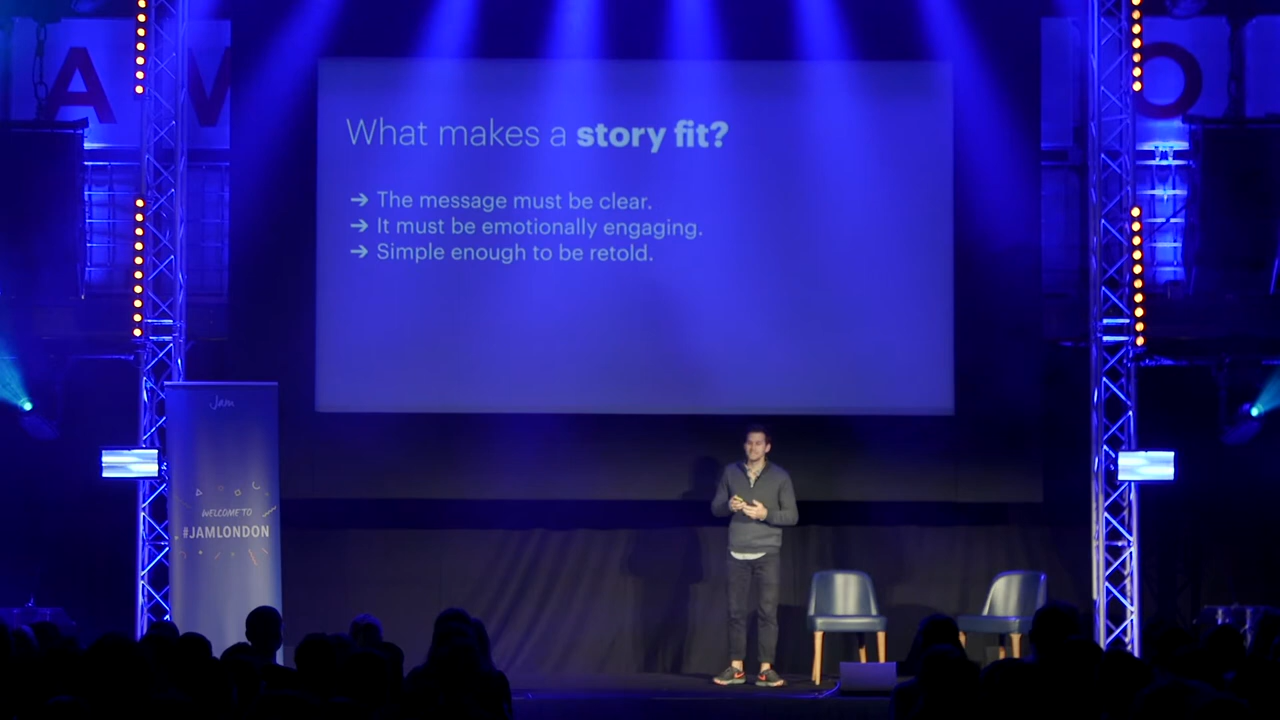 A
M
O
What makes a story fit?
➔ The message must be clear.
➔ It must be emotionally engaging.
➔ Simple enough to be retold.
Jam
WELCOME TO
#JAMLONDON